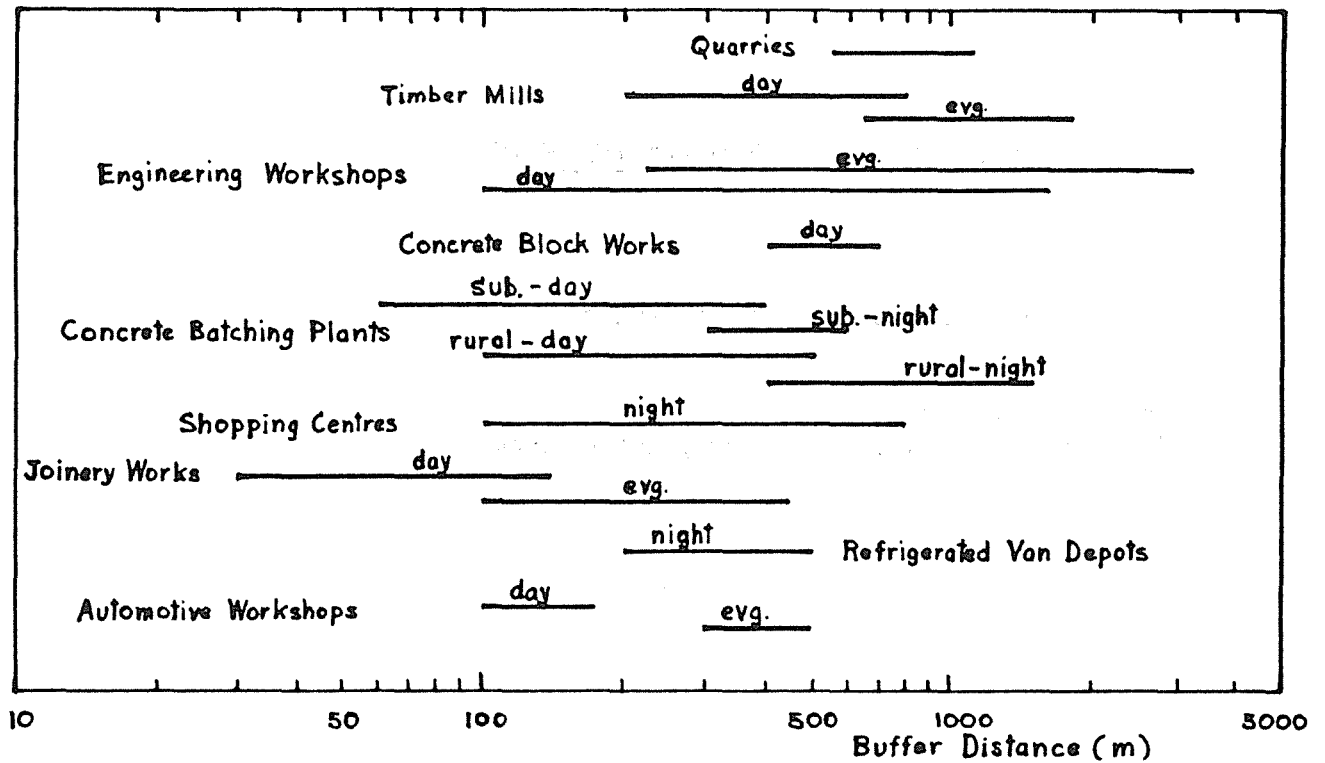 Quarries
Timber Mills
day
evg.
Engineering Workshops
evg.
day
Concrete Block Works
day
Concrete Batching Plants
sub.-day
sub.-night
rural-day
rural-night
Shopping Centres
night
Joinery Works
day
evg.
night
Refrigerated Van Depots
Automotive Workshops
day
evg.
10 50 100 500 1000 5000
Buffer Distance (m)